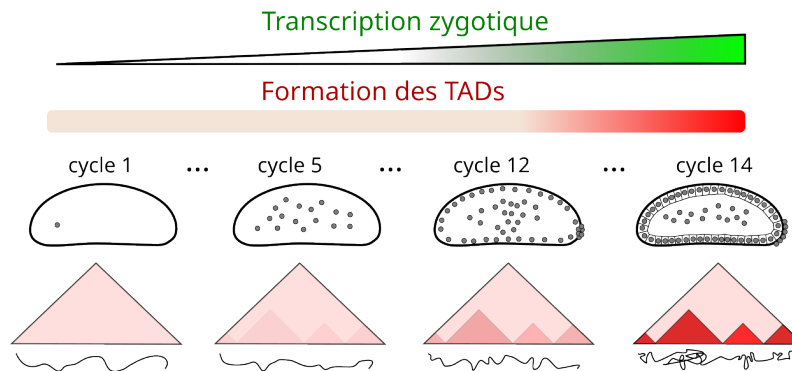 Transcription zygotique
Formation des TADs
cycle 1 ... cycle 5 ... cycle 12 ... cycle 14